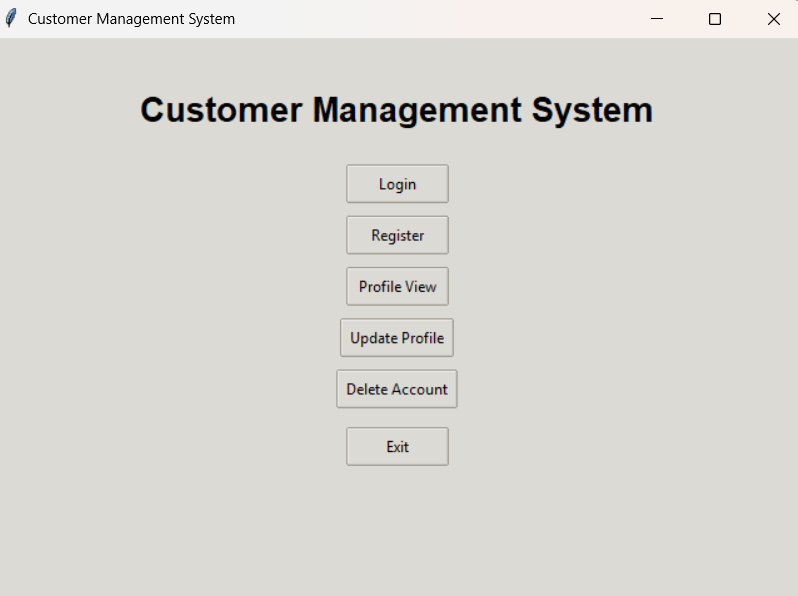 Customer Management System
Customer Management System
Login
Register
Profile View
Update Profile
Delete Account
Exit